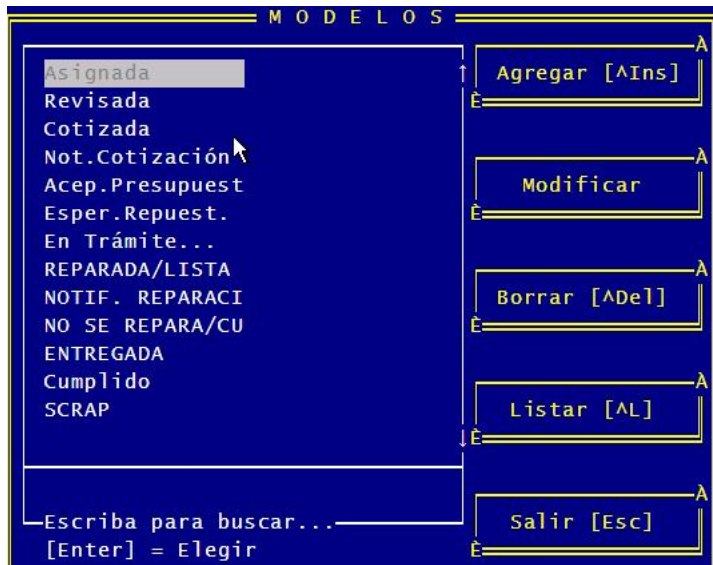 M O D E L O S
Asignada
Revisada
Cotizada
Not.Cotización
Acep.Presupuest
Esper.Repuest.
En Trámite...
REPARADA/LISTA
NOTIF. REPARACI
NO SE REPARA/CU
ENTREGADA
Cumplido
SCRAP
Escriba para buscar...
[Enter] = Elegir
À
Agregar [^Ins]
È
À
Modificar
È
À
Borrar [^Del]
È
À
Listar [^L]
È
À
Salir [Esc]
È